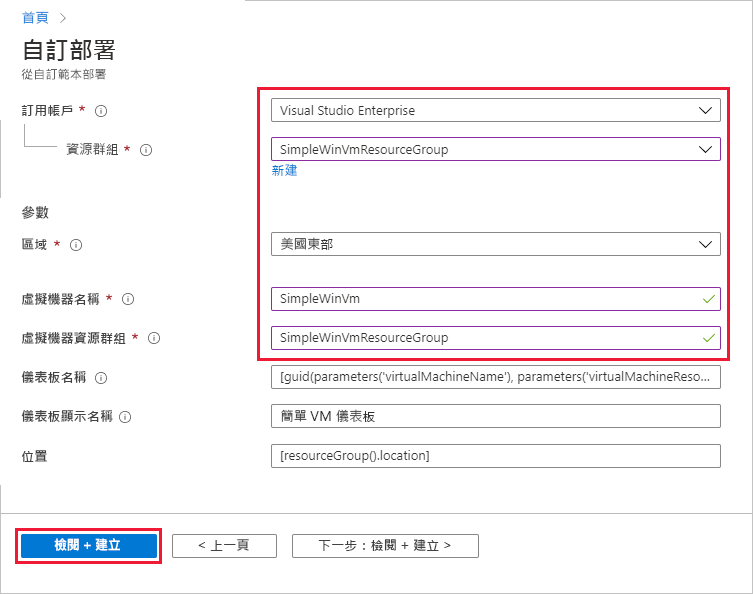 首頁 >
自訂部署
從自訂範本部署
訂用帳戶 *
Visual Studio Enterprise
資源群組 *
SimpleWinVmResourceGroup
新建
參數
區域 *
美國東部
虛擬機器名稱 *
SimpleWinVm
虛擬機器資源群組 *
SimpleWinVmResourceGroup
儀表板名稱
[guid(parameters('virtualMachineName'), parameters('virtualMachineReso...
儀表板顯示名稱
簡單 VM 儀表板
位置
[resourceGroup().location]
檢閱 + 建立
< 上一頁
下一步：檢閱 + 建立 >